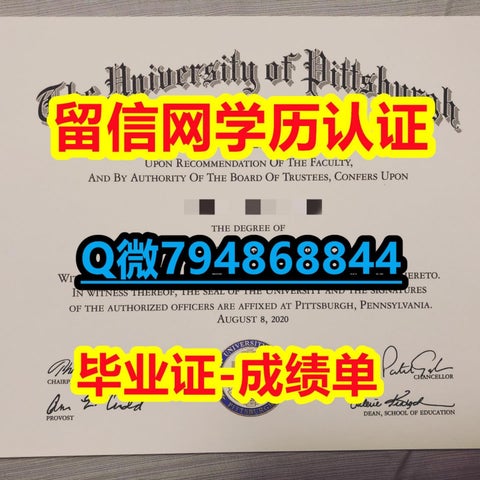 The University of Pittsburgh
留信网学历认证
UPON RECOMMENDATION OF THE FACULTY,
AND BY AUTHORITY OF THE BOARD OF TRUSTEES, CONFERS UPON
THE DEGREE OF
Q微794868844
IN WITNESS THEREOF, THE SEAL OF THE UNIVERSITY AND THE SIGNATURES
OF THE AUTHORIZED OFFICERS ARE AFFIXED AT PITTSBURGH, PENNSYLVANIA.
AUGUST 8, 2020
毕业证-成绩单
CHANCELLOR
PROVOST
DEAN, SCHOOL OF EDUCATION